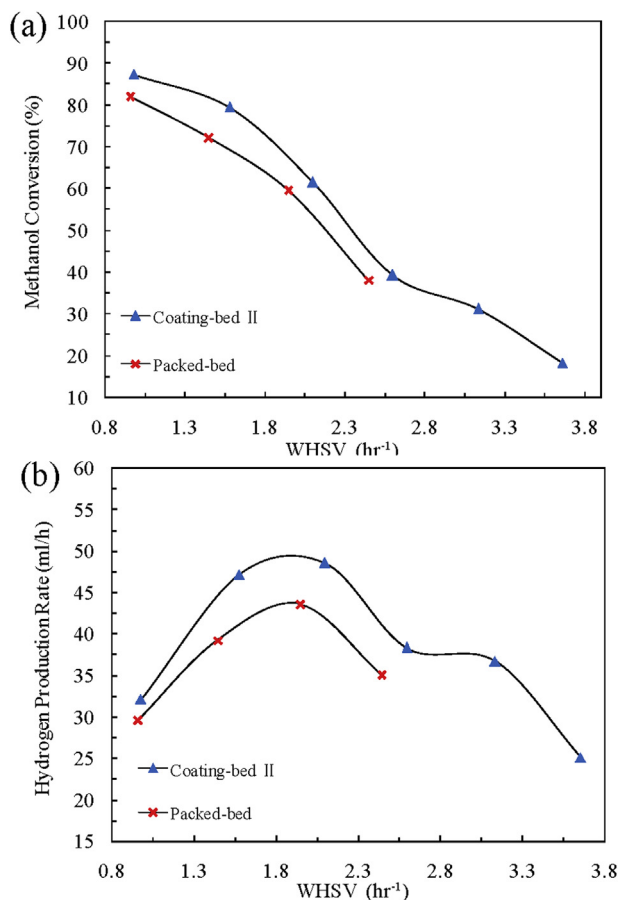 (a)
Methanol Conversion (%)
100
90
80
70
60
50
40
30
20
10
Coating-bed II
Packed-bed
0.8 1.3 1.8 2.3 2.8 3.3 3.8
WHSV (hr-1)
(b)
Hydrogen Production Rate (ml/h)
60
55
50
45
40
35
30
25
20
15
Coating-bed II
Packed-bed
0.8 1.3 1.8 2.3 2.8 3.3 3.8
WHSV (hr-1)